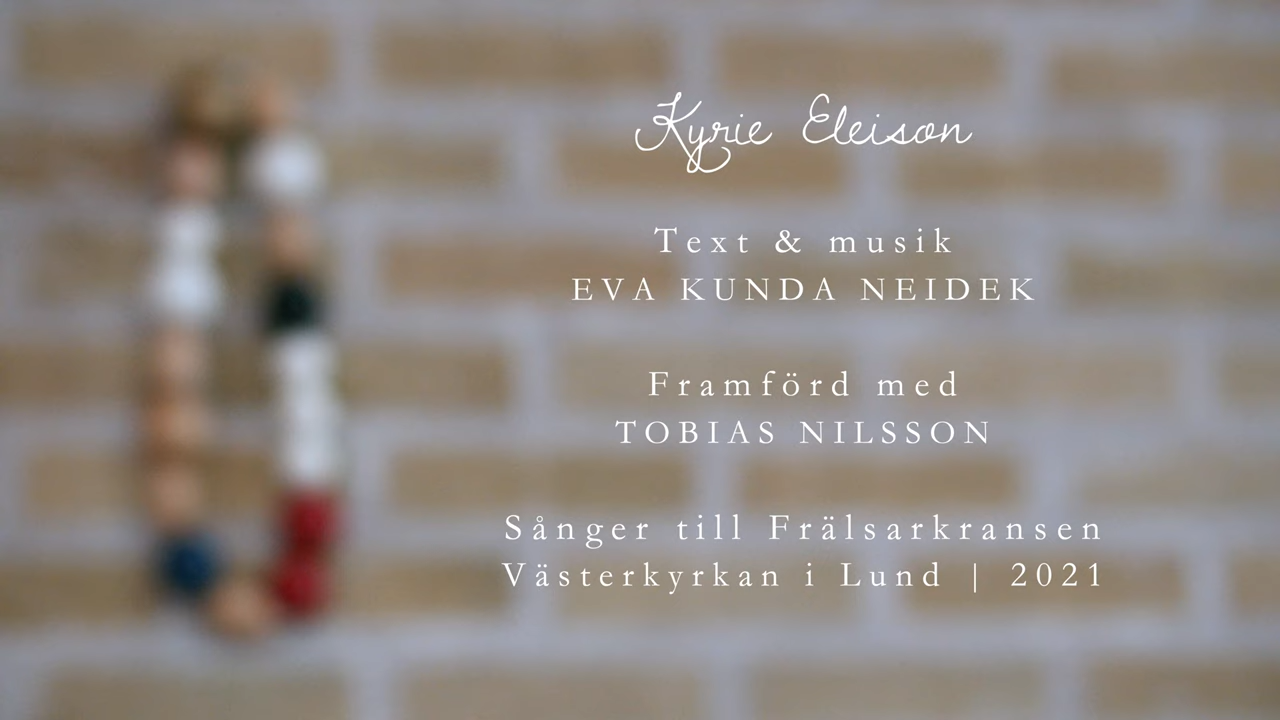 Kyrie Eleison
Text & musik
EVA KUNDA NEIDEK
Framförd med
TOBIAS NILSSON
Sånger till Frälsarkransen
Västerkyrkan i Lund | 2021